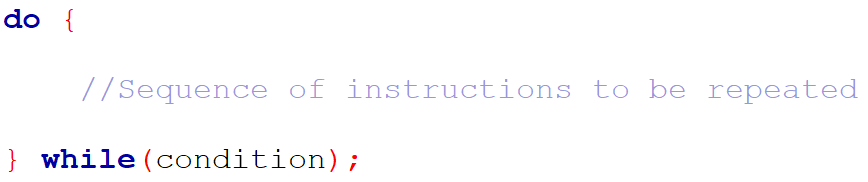 do {
//Sequence of instructions to be repeated
} while(condition);